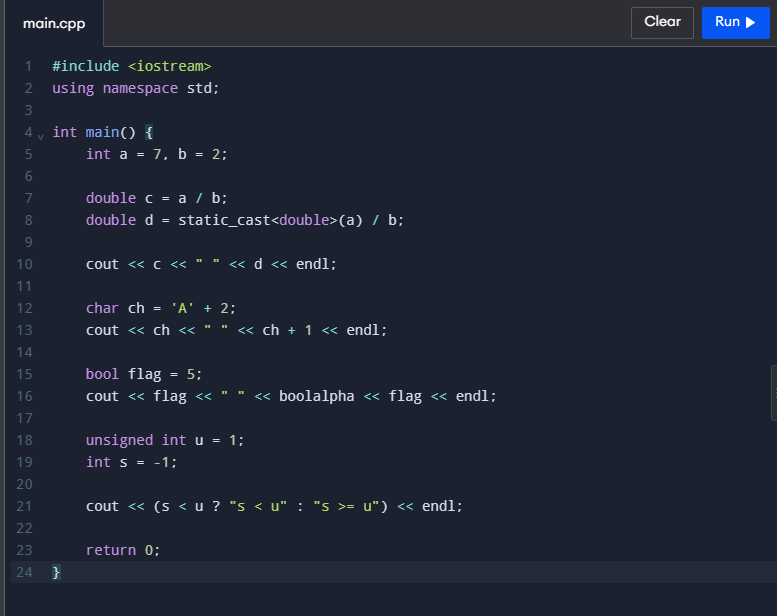 main.cpp
Clear
Run
1 #include <iostream>
2 using namespace std;
3
4 int main() {
5     int a = 7, b = 2;
6
7     double c = a / b;
8     double d = static_cast<double>(a) / b;
9
10     cout << c << " " << d << endl;
11
12     char ch = 'A' + 2;
13     cout << ch << " " << ch + 1 << endl;
14
15     bool flag = 5;
16     cout << flag << " " << boolalpha << flag << endl;
17
18     unsigned int u = 1;
19     int s = -1;
20
21     cout << (s < u ? "s < u" : "s >= u") << endl;
22
23     return 0;
24 }